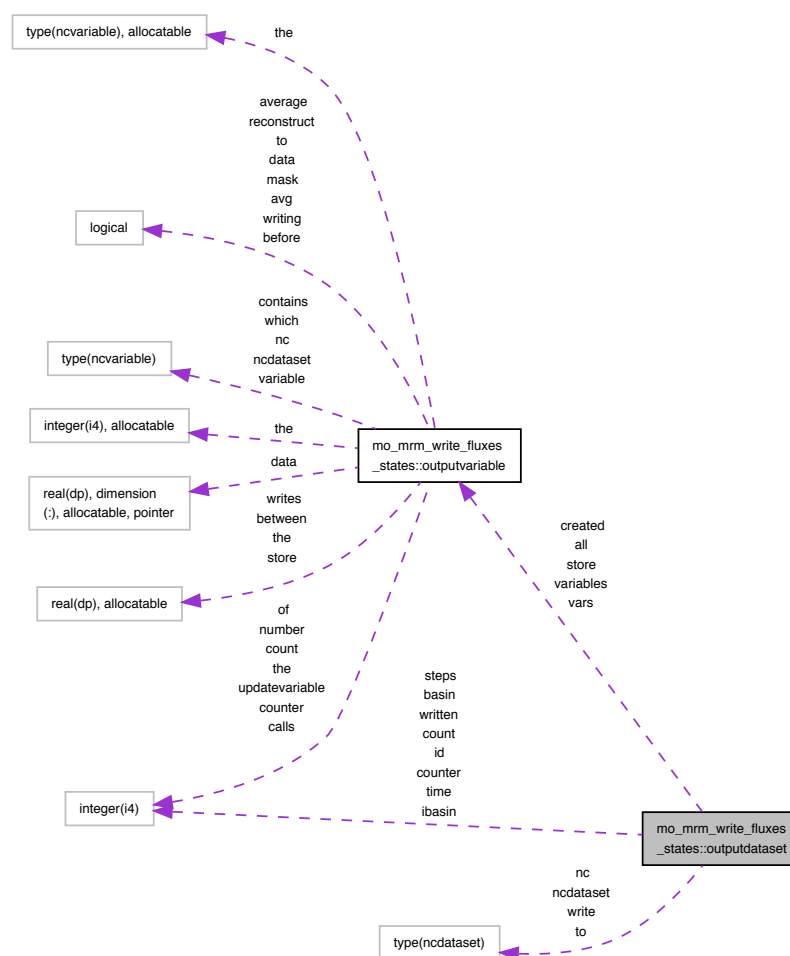 type(ncvariable), allocatable
the
average
reconstruct
to
data
mask
avg
writing
before
logical
contains
which
nc
ncdataset
variable
type(ncvariable)
integer(i4), allocatable
the
mo_mrm_write_fluxes
_states::outputvariable
data
real(dp), dimension
(:), allocatable, pointer
writes
between
the
store
created
all
store
variables
vars
real(dp), allocatable
of
number
count
the
updatevariable
counter
calls
steps
basin
written
count
id
counter
time
ibasin
integer(i4)
mo_mrm_write_fluxes
_states::outputdataset
nc
ncdataset
write
to
type(ncdataset)